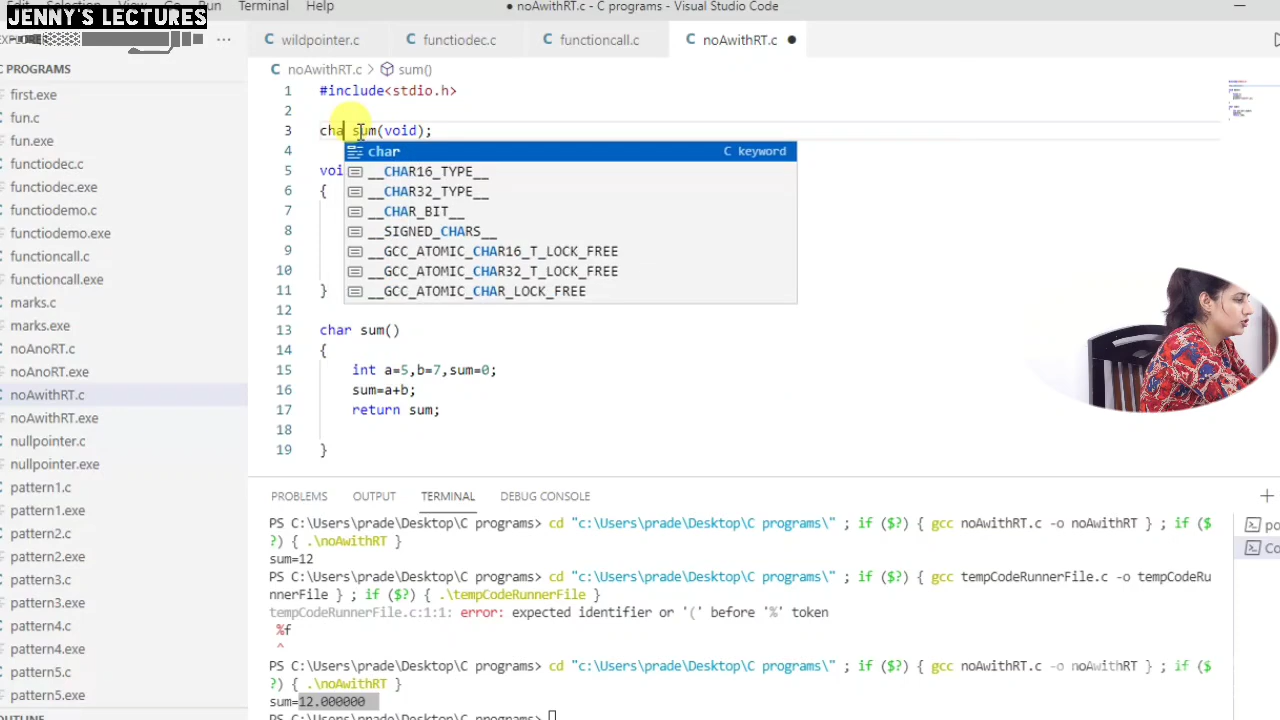 Terminal Help
● noAwithRT.c - C programs - Visual Studio Code
JENNY'S LECTURES
C wildpointer.c
C functiodec.c
C functioncall.c
C noAwithRT.c ●
C PROGRAMS
C noAwithRT.c > sum()
first.exe
fun.c
fun.exe
functiodec.c
functiodec.exe
functiodemo.c
functiodemo.exe
functioncall.c
functioncall.exe
marks.c
marks.exe
noAnoRT.c
noAnoRT.exe
noAwithRT.c
noAwithRT.exe
nullpointer.c
nullpointer.exe
pattern1.c
pattern1.exe
pattern2.c
pattern2.exe
pattern3.c
pattern3.exe
pattern4.c
pattern4.exe
pattern5.c
pattern5.exe
1 #include<stdio.h>
2
3 cha sum(void);
4
5 voi
6 {
7
8
9
10
11 }
12
13 char sum()
14 {
15 int a=5,b=7,sum=0;
16 sum=a+b;
17 return sum;
18
19 }
char C keyword
__CHAR16_TYPE__
__CHAR32_TYPE__
__CHAR_BIT__
__SIGNED_CHARS__
__GCC_ATOMIC_CHAR16_T_LOCK_FREE
__GCC_ATOMIC_CHAR32_T_LOCK_FREE
__GCC_ATOMIC_CHAR_LOCK_FREE
PROBLEMS OUTPUT TERMINAL DEBUG CONSOLE
PS C:\Users\prade\Desktop\C programs> cd "c:\Users\prade\Desktop\C programs\" ; if ($?) { gcc noAwithRT.c -o noAwithRT } ; if ($
?) { .\noAwithRT }
sum=12
PS C:\Users\prade\Desktop\C programs> cd "c:\Users\prade\Desktop\C programs\" ; if ($?) { gcc tempCodeRunnerFile.c -o tempCodeRu
nnerFile } ; if ($?) { .\tempCodeRunnerFile }
tempCodeRunnerFile.c:1:1: error: expected identifier or '(' before '%' token
%f
^
PS C:\Users\prade\Desktop\C programs> cd "c:\Users\prade\Desktop\C programs\" ; if ($?) { gcc noAwithRT.c -o noAwithRT } ; if ($
?) { .\noAwithRT }
sum=12.000000